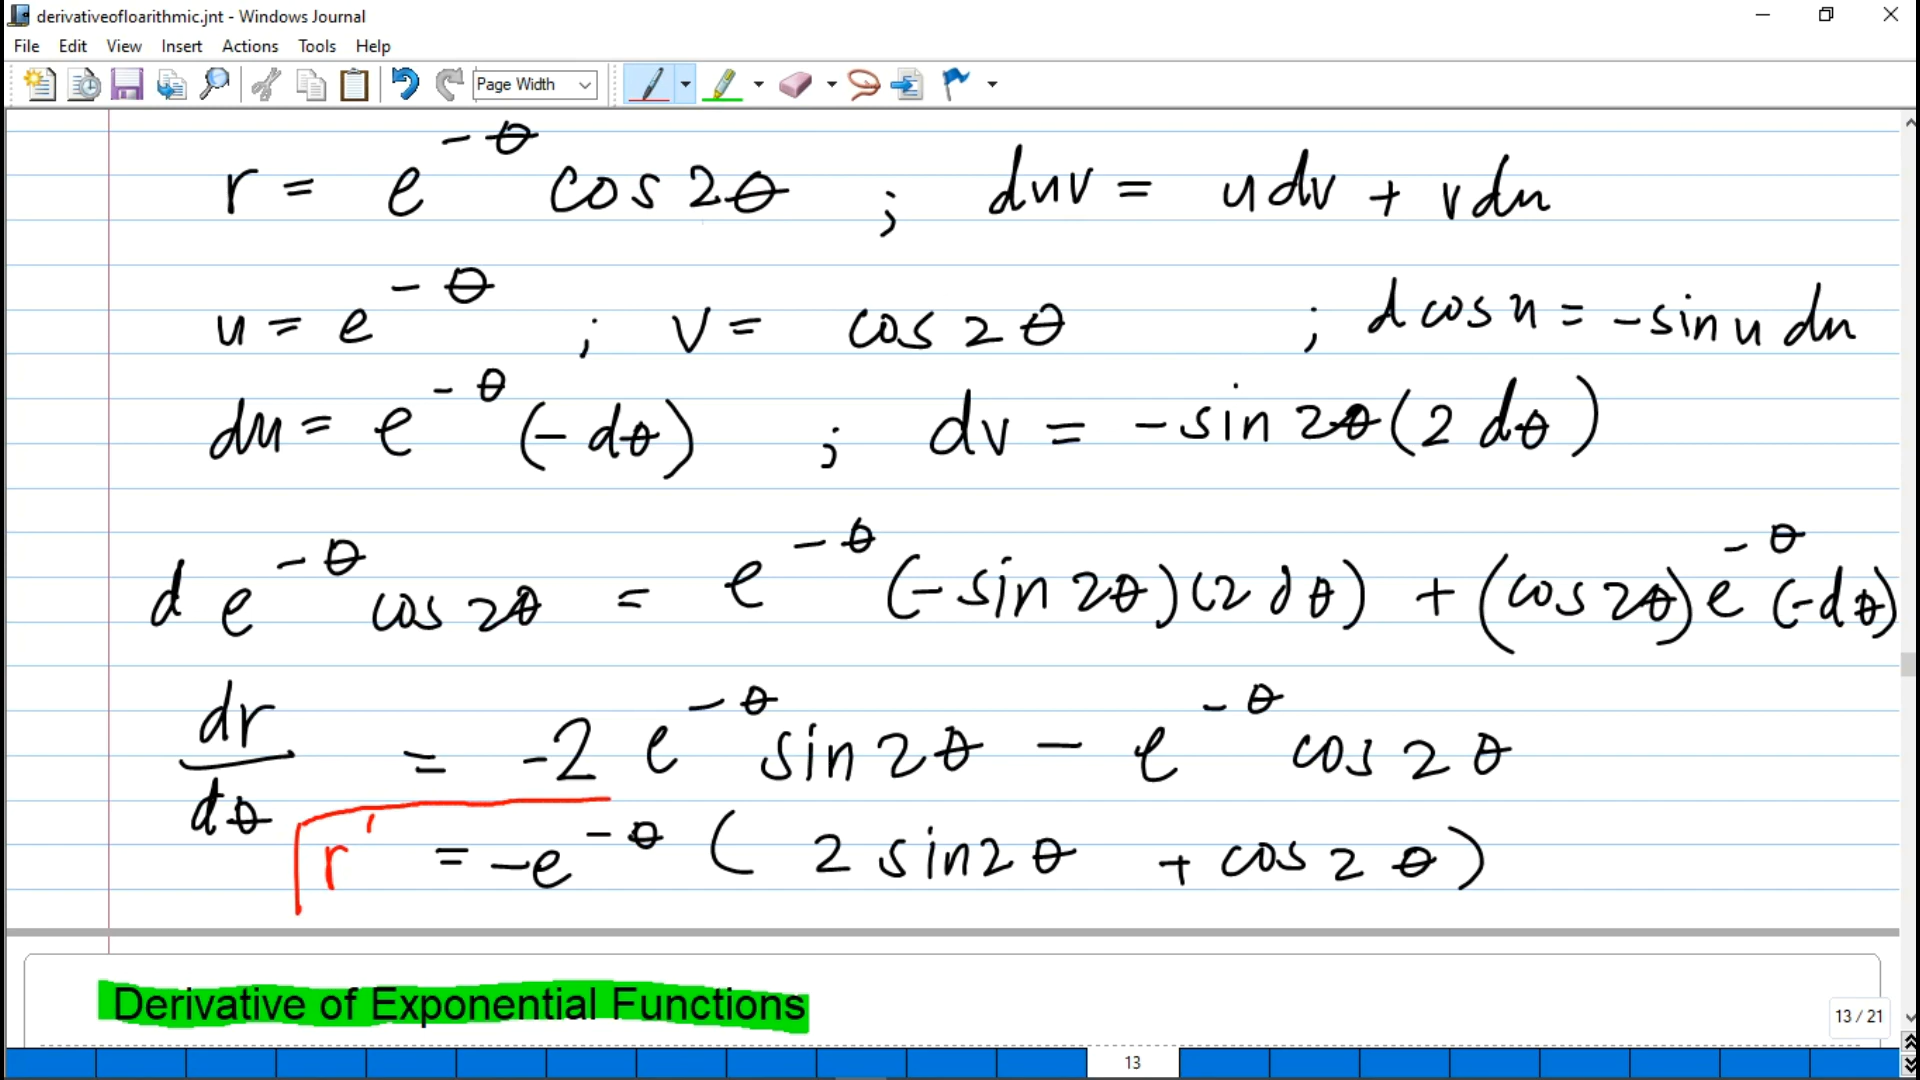 derivativeofloarithmic.jnt - Windows Journal
File Edit View Insert Actions Tools Help
Page Width
r = e^{-θ} cos 2θ ; duv = udv + vdu
u = e^{-θ} ; v = cos 2θ ; d cos u = -sin u du
du = e^{-θ} (-dθ) ; dv = -sin 2θ (2 dθ)
d e^{-θ} cos 2θ = e^{-θ} (-sin 2θ)(2 dθ) + (cos 2θ) e^{-θ} (-dθ)
dr/dθ = -2 e^{-θ} sin 2θ - e^{-θ} cos 2θ
r' = -e^{-θ} ( 2 sin 2θ + cos 2θ )
Derivative of Exponential Functions
13 / 21
13